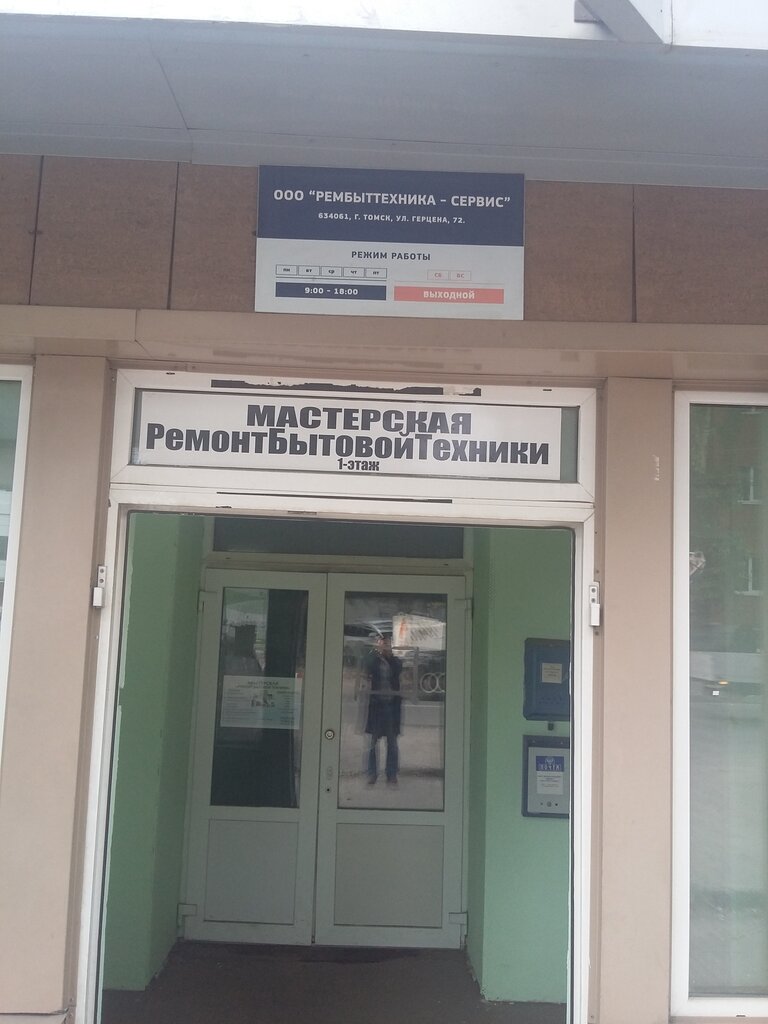 ООО "РЕМБЫТТЕХНИКА - СЕРВИС"
634061, Г. ТОМСК, УЛ. ГЕРЦЕНА, 72.
РЕЖИМ РАБОТЫ
ПН ВТ СР ЧТ ПТ СБ ВС
9:00 - 18:00 ВЫХОДНОЙ
МАСТЕРСКАЯ
РемонтБытовойТехники
1-этаж